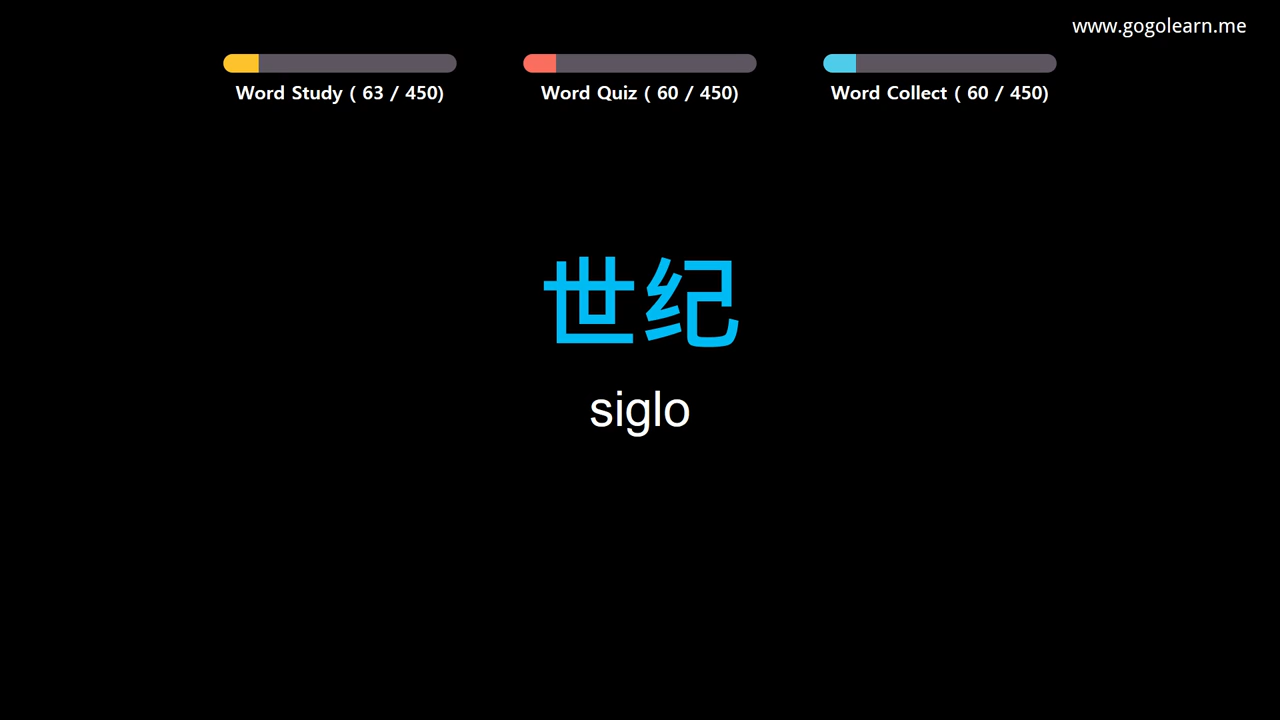 www.gogolearn.me
Word Study ( 63 / 450)
Word Quiz ( 60 / 450)
Word Collect ( 60 / 450)
世纪
siglo